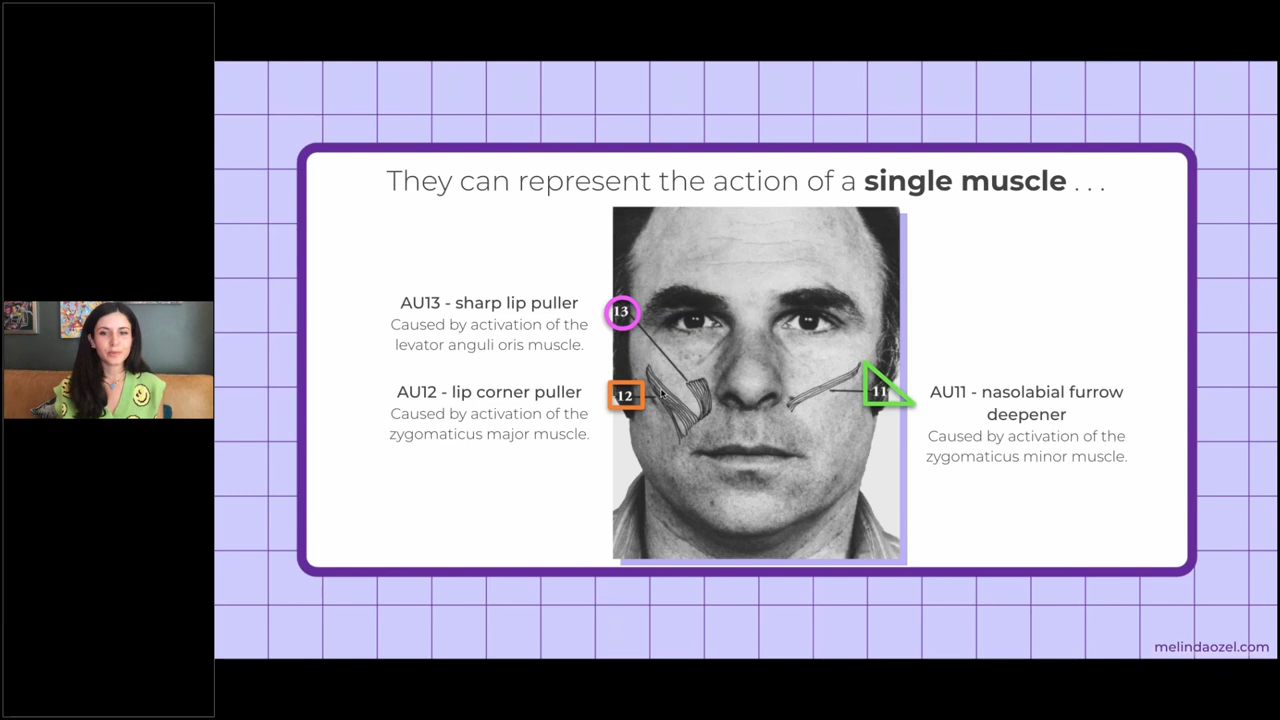 They can represent the action of a single muscle . . .
AU13 - sharp lip puller
Caused by activation of the
levator anguli oris muscle.
13
AU12 - lip corner puller
Caused by activation of the
zygomaticus major muscle.
12
11
AU11 - nasolabial furrow
deepener
Caused by activation of the
zygomaticus minor muscle.
melindaozel.com